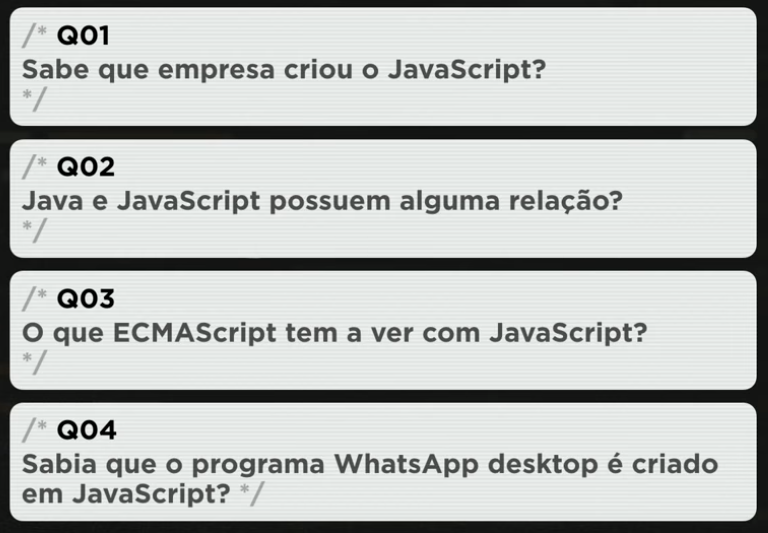 /* Q01
Sabe que empresa criou o JavaScript?
*/
/* Q02
Java e JavaScript possuem alguma relação?
*/
/* Q03
O que ECMAScript tem a ver com JavaScript?
*/
/* Q04
Sabia que o programa WhatsApp desktop é criado
em JavaScript? */